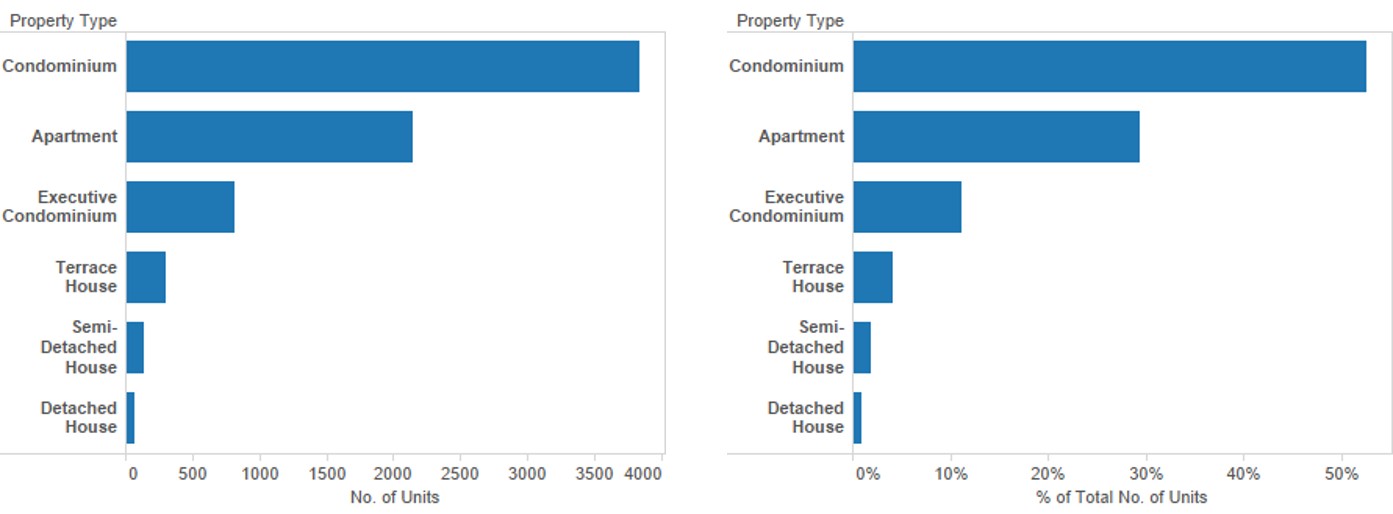 Property Type
Condominium
Apartment
Executive
Condominium
Terrace
House
Semi-
Detached
House
Detached
House
0 500 1000 1500 2000 2500 3000 3500 4000
No. of Units
Property Type
Condominium
Apartment
Executive
Condominium
Terrace
House
Semi-
Detached
House
Detached
House
0% 10% 20% 30% 40% 50%
% of Total No. of Units